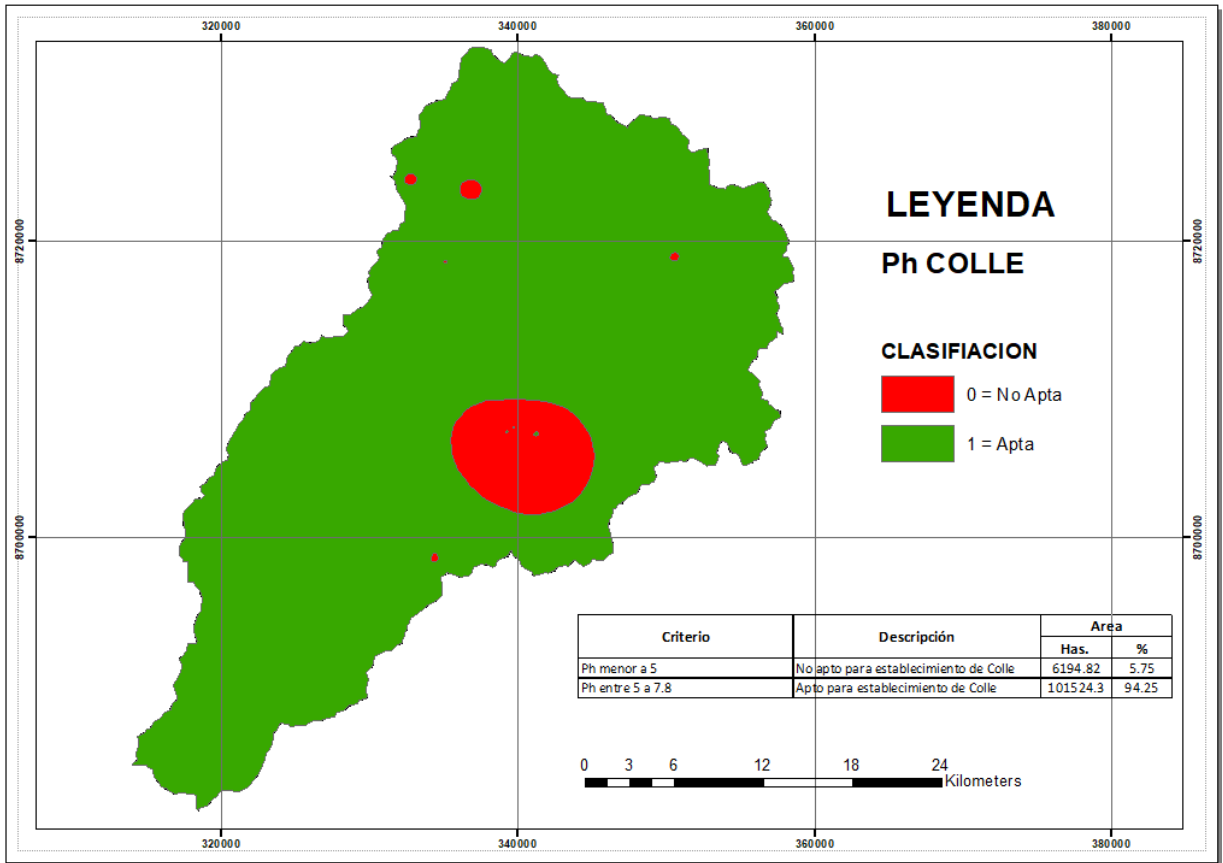 320000 340000 360000 380000
8720000 8720000
8700000 8700000
LEYENDA
Ph COLLE
CLASIFIACION
0 = No Apta
1 = Apta
Criterio Descripción Area
Has. %
Ph menor a 5 No apto para establecimiento de Colle 6194.82 5.75
Ph entre 5 a 7.8 Apto para establecimiento de Colle 101524.3 94.25
0 3 6 12 18 24
Kilometers
320000 340000 360000 380000